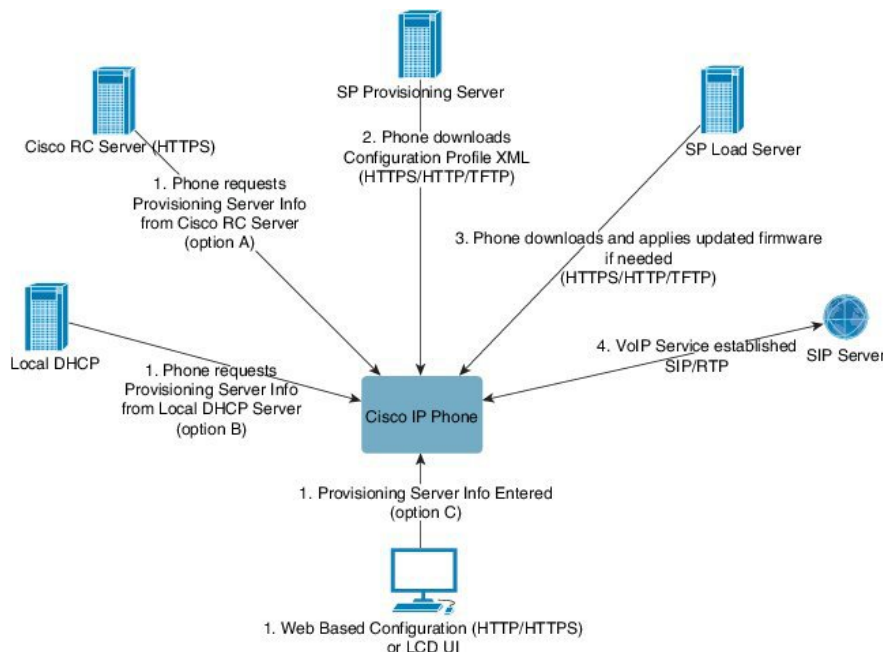 SP Provisioning Server
Cisco RC Server (HTTPS)
SP Load Server
2. Phone downloads
Configuration Profile XML
(HTTPS/HTTP/TFTP)
1. Phone requests
Provisioning Server Info
from Cisco RC Server
(option A)
3. Phone downloads and applies updated firmware
if needed
(HTTPS/HTTP/TFTP)
Local DHCP
1. Phone requests
Provisioning Server Info
from Local DHCP Server
(option B)
4. VoIP Service established
SIP/RTP
SIP Server
Cisco IP Phone
1. Provisioning Server Info Entered
(option C)
1. Web Based Configuration (HTTP/HTTPS)
or LCD UI